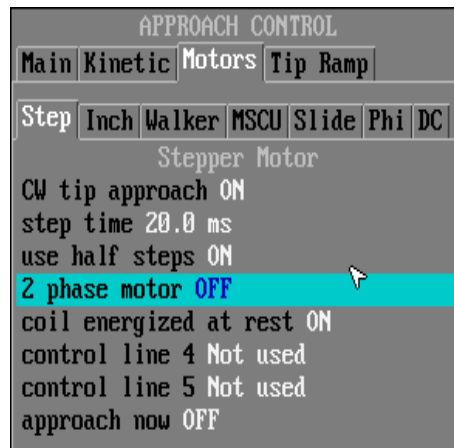 APPROACH CONTROL
Main Kinetic Motors Tip Ramp
Step Inch Walker MSCU Slide Phi DC
Stepper Motor
CW tip approach ON
step time 20.0 ms
use half steps ON
2 phase motor OFF
coil energized at rest ON
control line 4 Not used
control line 5 Not used
approach now OFF